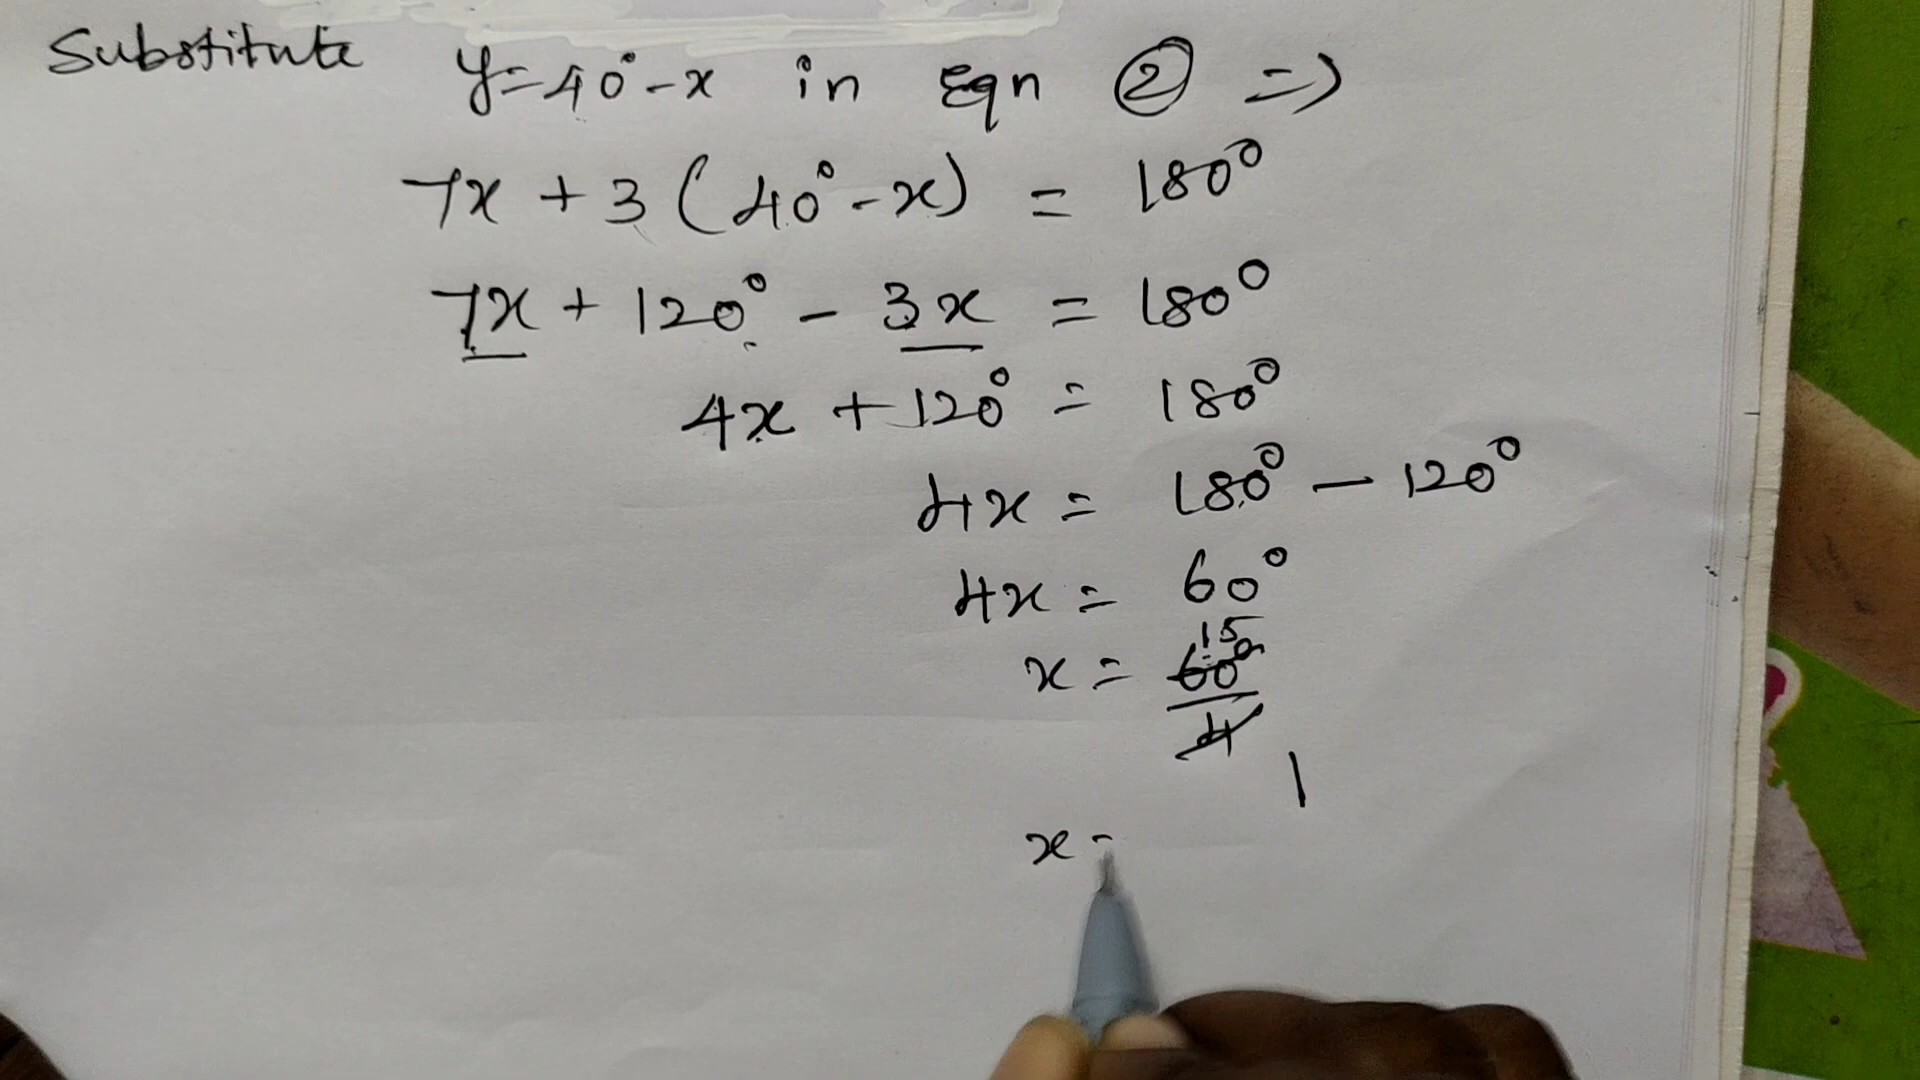 Substitute y=40°-x in Eqn ② =>
7x + 3 (40°-x) = 180°
7x + 120° - 3x = 180°
4x + 120° = 180°
4x = 180° - 120°
4x = 60°
15
x = 60°/4
1
x =